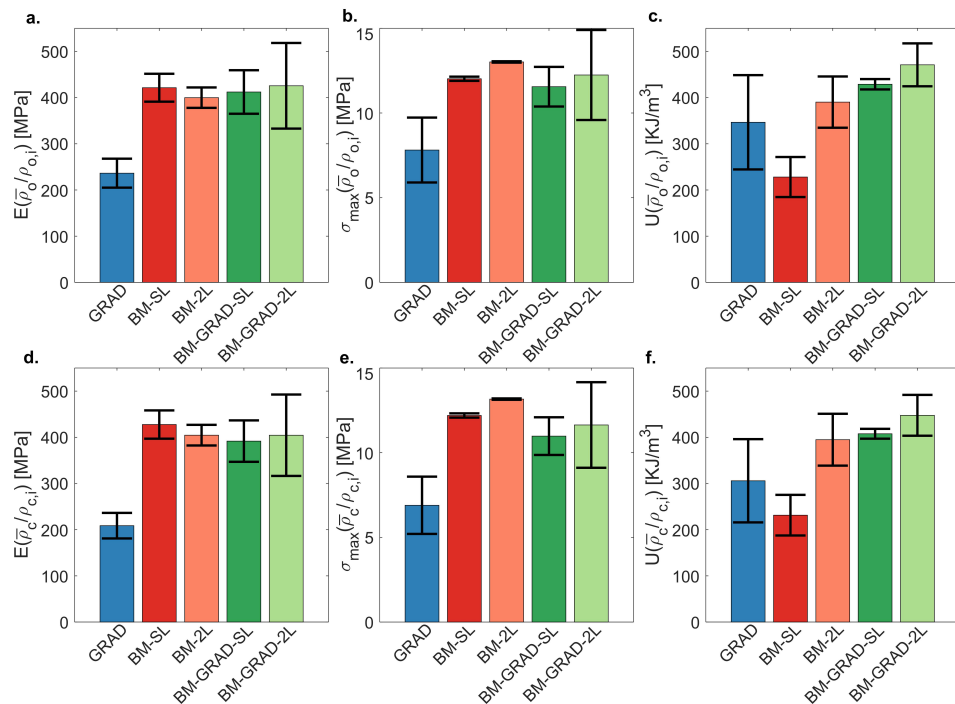 a.
E(ρ̅ₒ/ρₒ,ᵢ) [MPa]
500
400
300
200
100
0
GRAD
BM-SL
BM-2L
BM-GRAD-SL
BM-GRAD-2L
b.
σmax(ρ̅ₒ/ρₒ,ᵢ) [MPa]
15
10
5
0
GRAD
BM-SL
BM-2L
BM-GRAD-SL
BM-GRAD-2L
c.
U(ρ̅ₒ/ρₒ,ᵢ) [KJ/m³]
500
400
300
200
100
0
GRAD
BM-SL
BM-2L
BM-GRAD-SL
BM-GRAD-2L
d.
E(ρ̅c/ρc,i) [MPa]
500
400
300
200
100
0
GRAD
BM-SL
BM-2L
BM-GRAD-SL
BM-GRAD-2L
e.
σmax(ρ̅c/ρc,i) [MPa]
15
10
5
0
GRAD
BM-SL
BM-2L
BM-GRAD-SL
BM-GRAD-2L
f.
U(ρ̅c/ρc,i) [KJ/m³]
500
400
300
200
100
0
GRAD
BM-SL
BM-2L
BM-GRAD-SL
BM-GRAD-2L